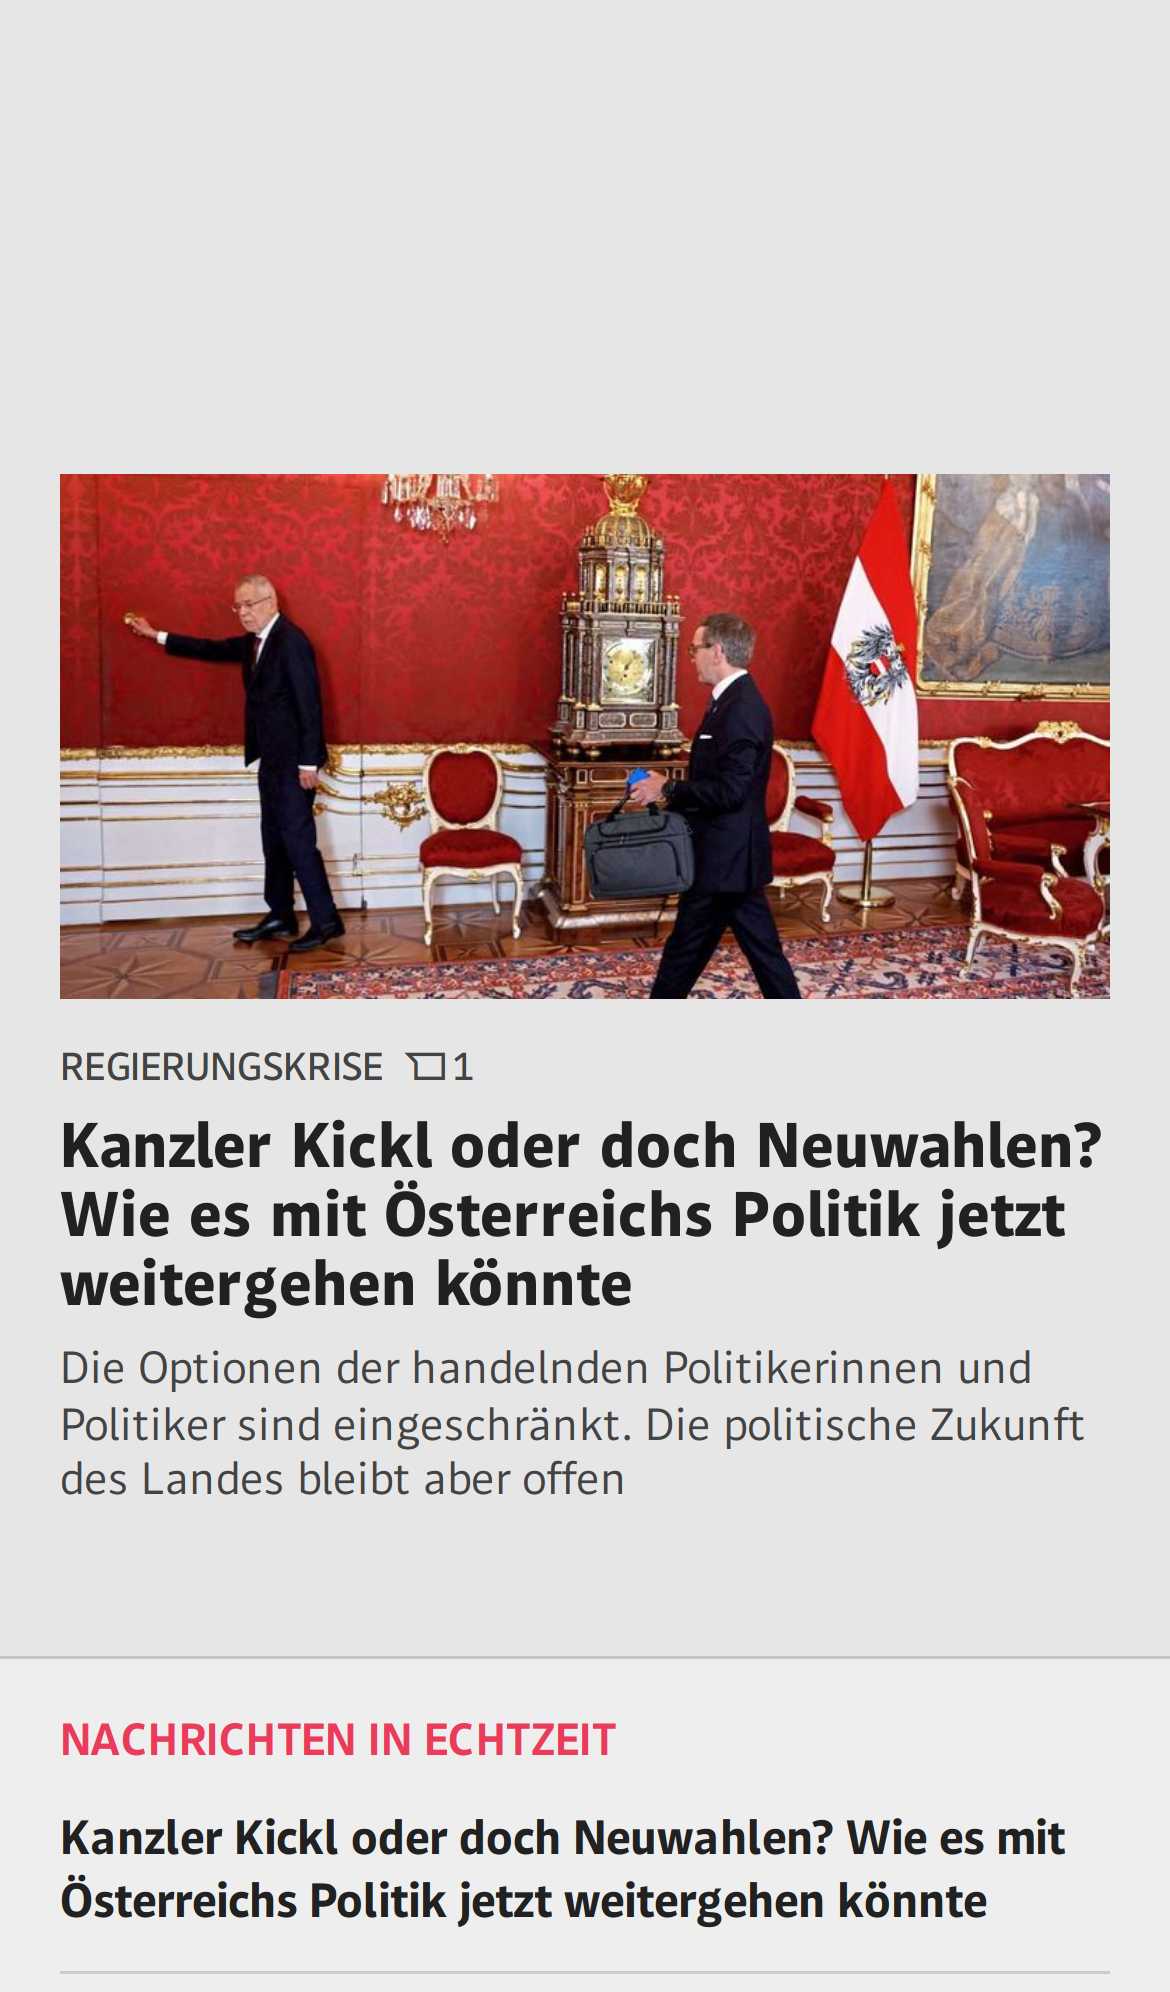 REGIERUNGSKRISE 1
Kanzler Kickl oder doch Neuwahlen?
Wie es mit Österreichs Politik jetzt
weitergehen könnte
Die Optionen der handelnden Politikerinnen und
Politiker sind eingeschränkt. Die politische Zukunft
des Landes bleibt aber offen
NACHRICHTEN IN ECHTZEIT
Kanzler Kickl oder doch Neuwahlen? Wie es mit
Österreichs Politik jetzt weitergehen könnte